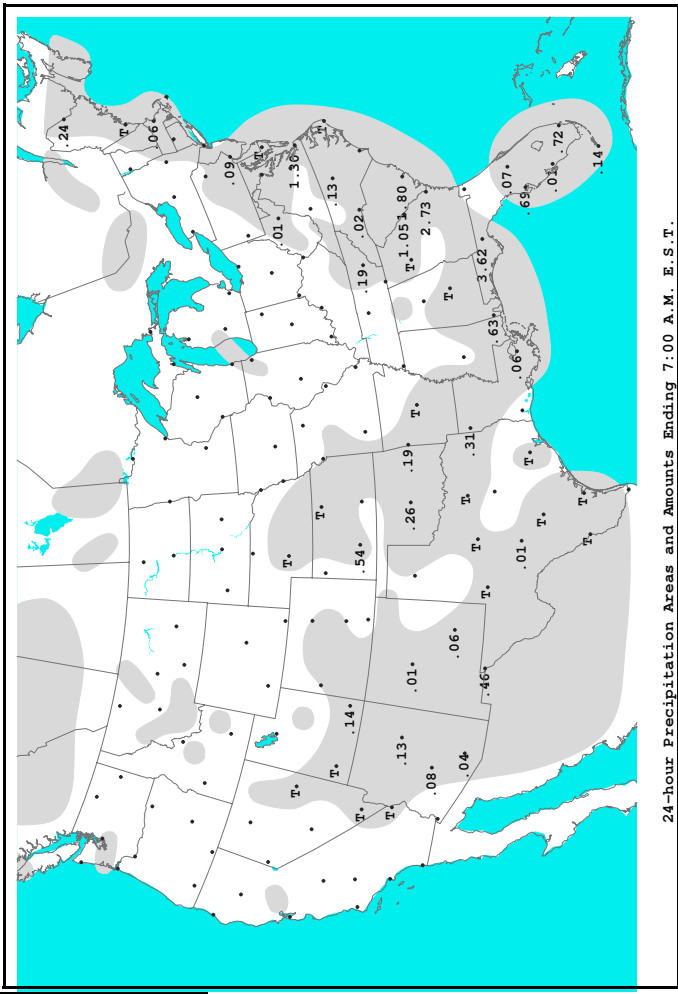 .24
T
.06
.09
T
.01
T
1.36
T
T
T
.13
T
.14
.02
.54
T
.19
T
.13
1.80
1.05
.19
T
.26
.01
T
2.73
.08
T
.06
.04
T
.31
T
3.62
.46
T
.63
.07
.06
.01
.69
T
T
.01
.72
T
T
.14
24-hour Precipitation Areas and Amounts Ending 7:00 A.M. E.S.T.